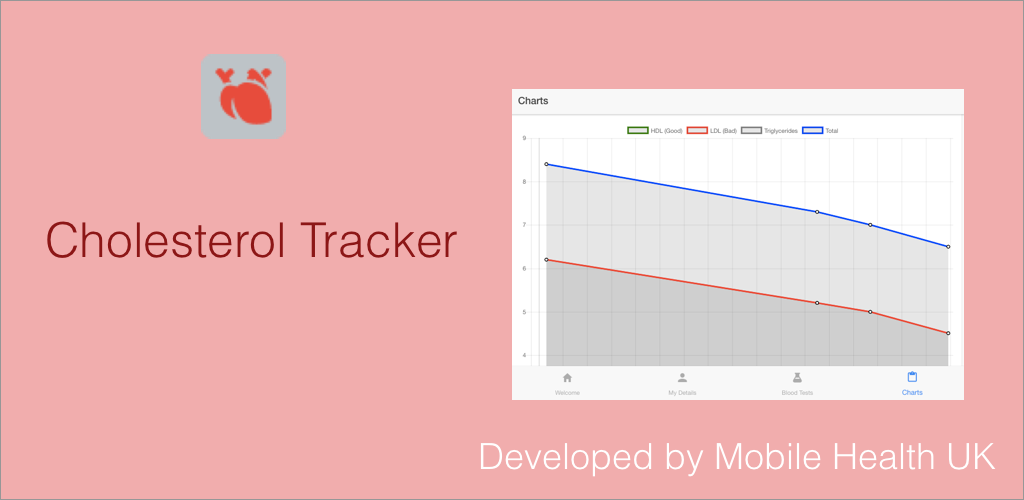 Cholesterol Tracker
Charts
HDL (Good) LDL (Bad) Triglycerides Total
9
8
7
6
5
4
Welcome My Details Blood Tests Charts
Developed by Mobile Health UK